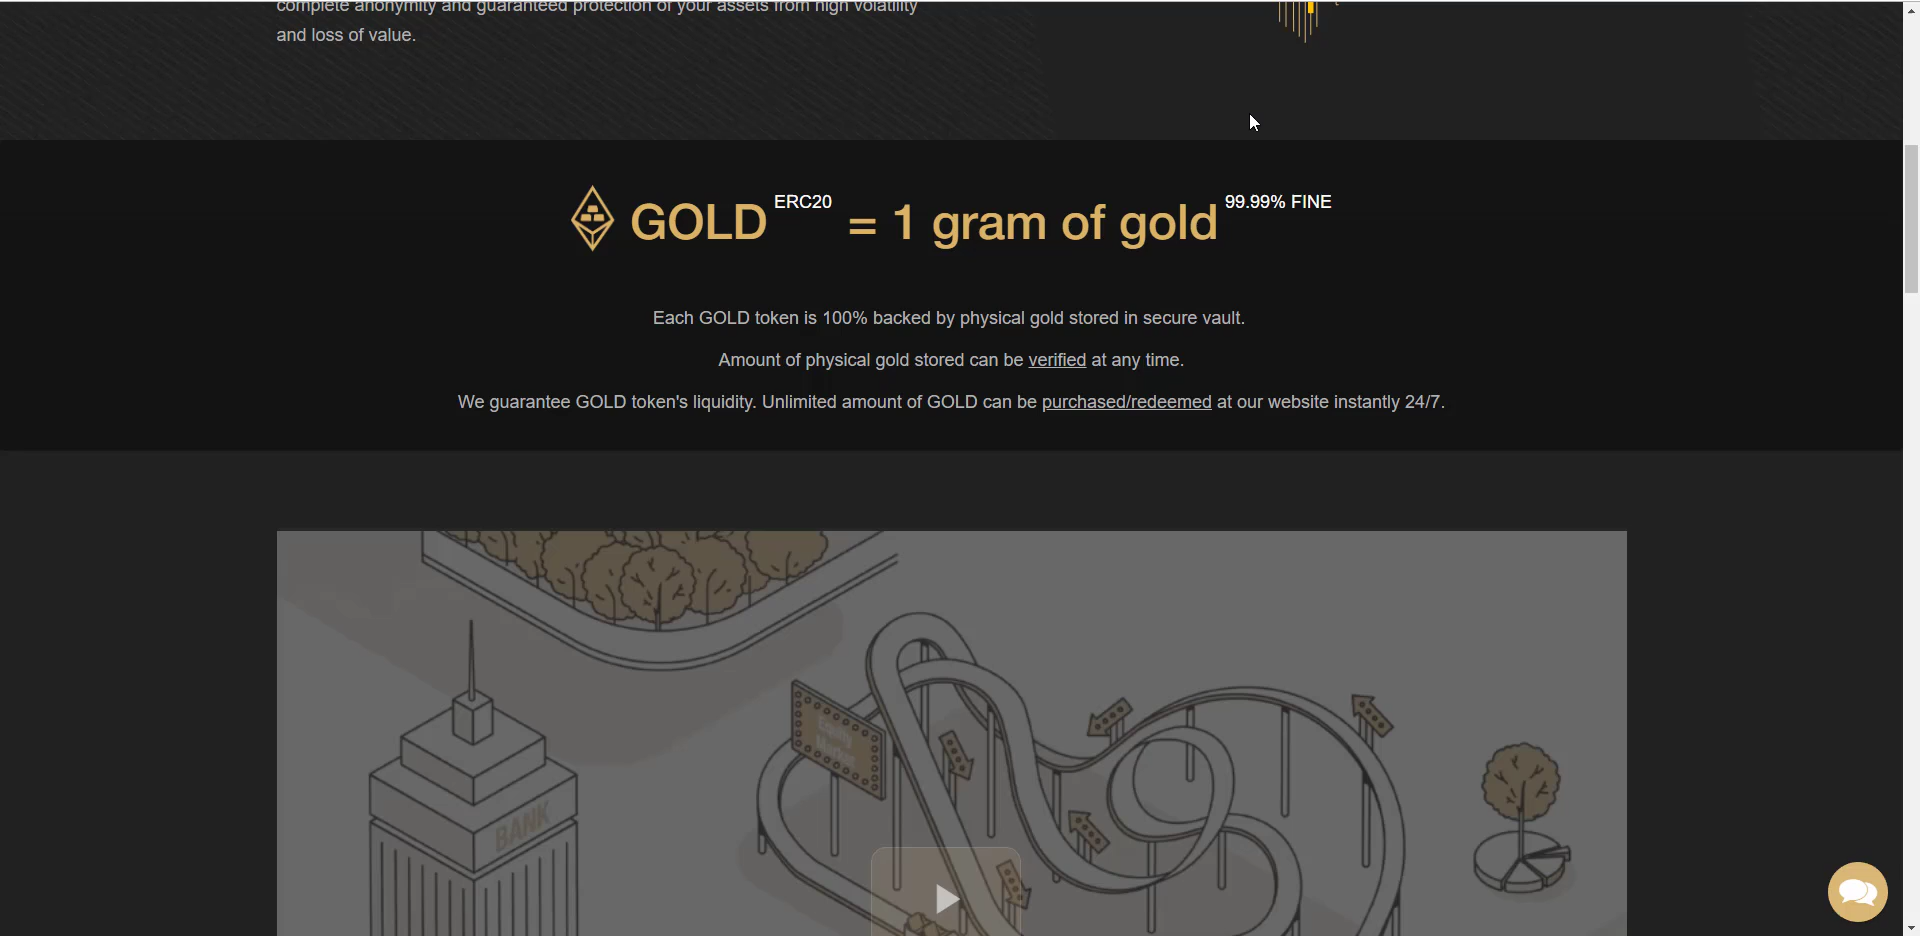 complete anonymity and guaranteed protection of your assets from high volatility
and loss of value.
GOLD ERC20 = 1 gram of gold 99.99% FINE
Each GOLD token is 100% backed by physical gold stored in secure vault.
Amount of physical gold stored can be verified at any time.
We guarantee GOLD token's liquidity. Unlimited amount of GOLD can be purchased/redeemed at our website instantly 24/7.
Equity
Market
BANK